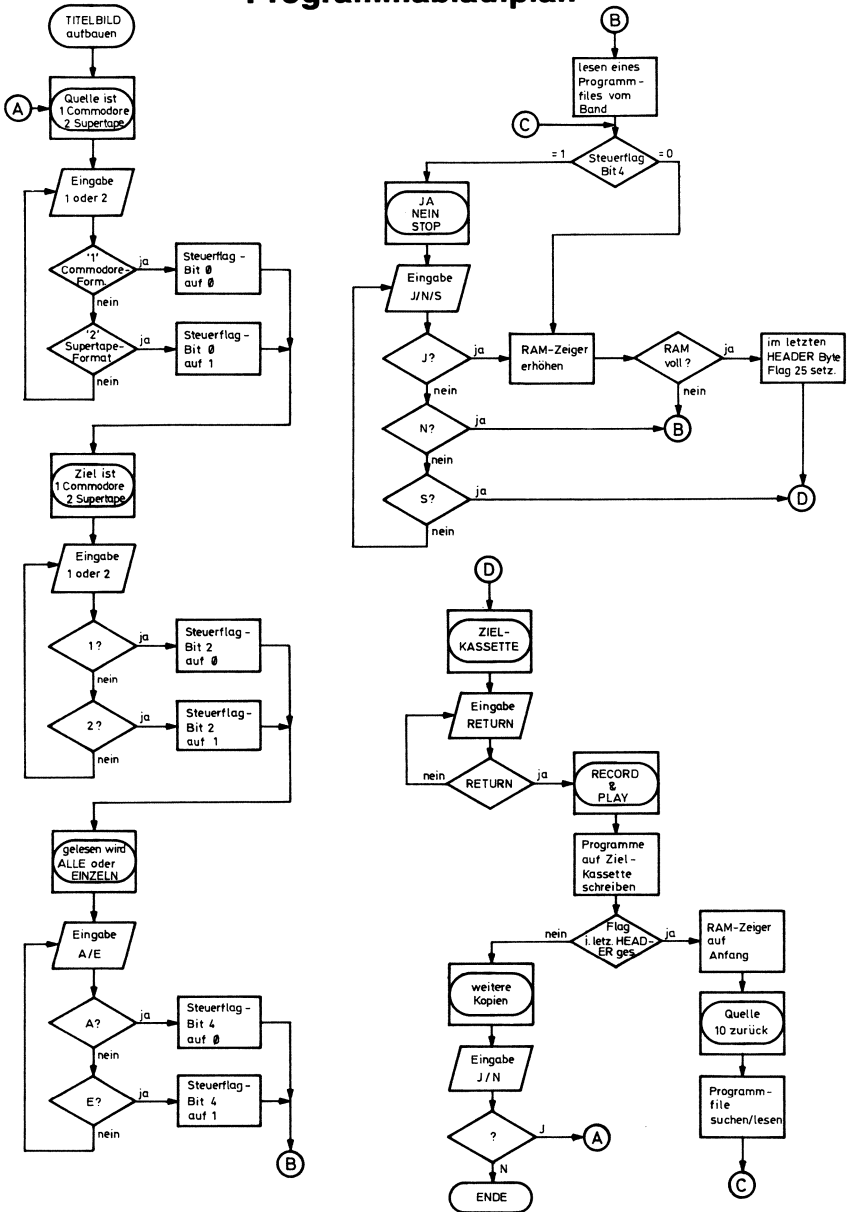 Programmablaufplan
TITELBILD
aufbauen
A
Quelle ist
1 Commodore
2 Supertape
Eingabe
1 oder 2
'1'
Commodore-
Form.
ja
nein
Steuerflag -
Bit 0
auf 0
'2'
Supertape-
Format
ja
nein
Steuerflag -
Bit 0
auf 1
Ziel ist
1 Commodore
2 Supertape
Eingabe
1 oder 2
1?
ja
nein
Steuerflag -
Bit 2
auf 0
2?
ja
nein
Steuerflag -
Bit 2
auf 1
gelesen wird
ALLE oder
EINZELN
Eingabe
A/E
A?
ja
nein
Steuerflag -
Bit 4
auf 0
E?
ja
nein
Steuerflag -
Bit 4
auf 1
B
B
lesen eines
Programm-
files vom
Band
C
= 1
Steuerflag
Bit 4
= 0
JA
NEIN
STOP
Eingabe
J/N/S
J?
ja
nein
RAM-Zeiger
erhöhen
RAM
voll?
ja
nein
im letzten
HEADER Byte
Flag 25 setz.
N?
ja
nein
B
S?
ja
nein
D
D
ZIEL-
KASSETTE
Eingabe
RETURN
nein
RETURN
ja
RECORD
&
PLAY
Programme
auf Ziel -
Kassette
schreiben
nein
Flag
i. letz. HEAD-
ER ges.
ja
RAM-Zeiger
auf
Anfang
weitere
Kopien
Quelle
10 zurück
Eingabe
J/N
Programm-
file
suchen/lesen
?
J
A
N
ENDE
C